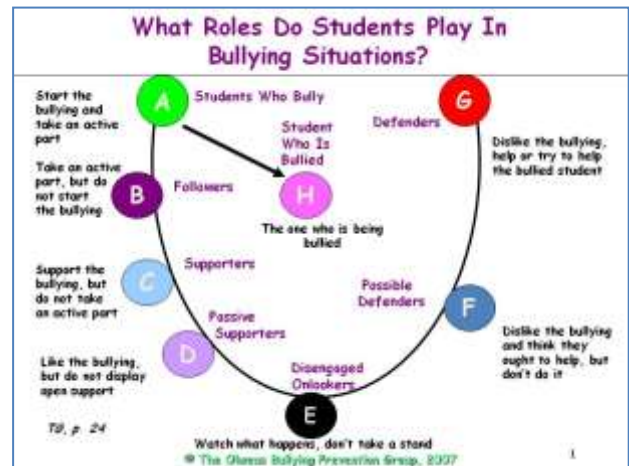 What Roles Do Students Play In
Bullying Situations?
A
Students Who Bully
Start the
bullying and
take an active
part
B
Followers
Take an active
part, but do
not start
the bullying
C
Supporters
Support the
bullying, but
do not take
an active part
D
Passive
Supporters
Like the bullying,
but do not display
open support
E
Disengaged
Onlookers
Watch what happens, don't take a stand
F
Possible
Defenders
Dislike the bullying
and think they
ought to help, but
don't do it
G
Defenders
Dislike the bullying,
help or try to help
the bullied student
Student
Who Is
Bullied
H
The one who is being
bullied
TG, p. 24
© The Olweus Bullying Prevention Group, 2007
1